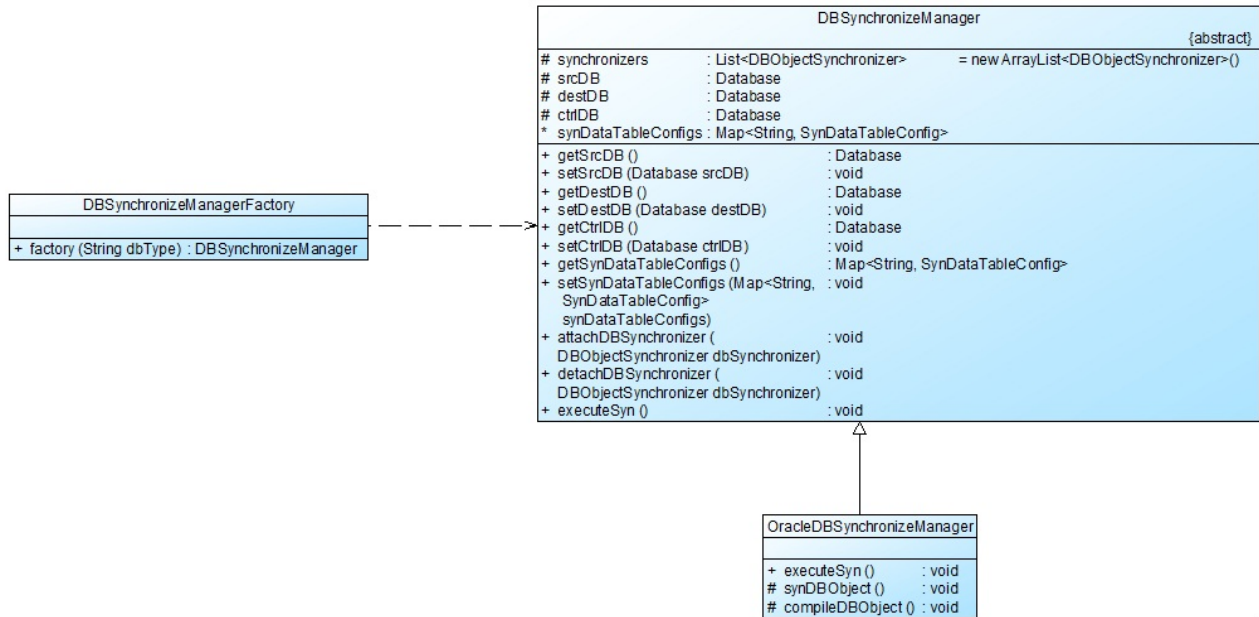 DBSynchronizeManager
{abstract}
# synchronizers : List<DBObjectSynchronizer> = new ArrayList<DBObjectSynchronizer>()
# srcDB : Database
# destDB : Database
# ctrlDB : Database
* synDataTableConfigs : Map<String, SynDataTableConfig>
+ getSrcDB () : Database
+ setSrcDB (Database srcDB) : void
+ getDestDB () : Database
+ setDestDB (Database destDB) : void
+ getCtrlDB () : Database
+ setCtrlDB (Database ctrlDB) : void
+ getSynDataTableConfigs () : Map<String, SynDataTableConfig>
+ setSynDataTableConfigs (Map<String, : void
SynDataTableConfig>
synDataTableConfigs)
+ attachDBSynchronizer ( : void
DBObjectSynchronizer dbSynchronizer)
+ detachDBSynchronizer ( : void
DBObjectSynchronizer dbSynchronizer)
+ executeSyn () : void
DBSynchronizeManagerFactory
+ factory (String dbType) : DBSynchronizeManager
OracleDBSynchronizeManager
+ executeSyn () : void
# synDBObject () : void
# compileDBObject () : void